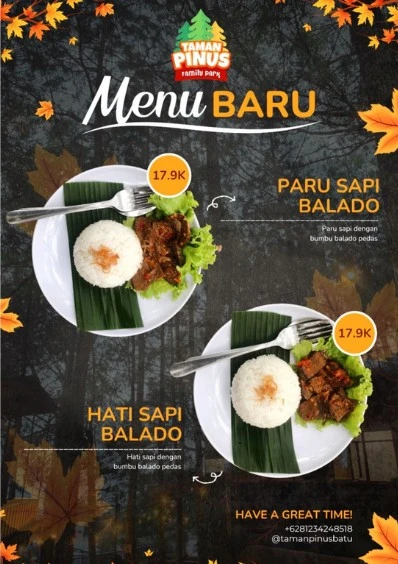 TAMAN
PINUS
Family Park
Menu BARU
17.9K
PARU SAPI
BALADO
Paru sapi dengan
bumbu balado pedas
17.9K
HATI SAPI
BALADO
Hati sapi dengan
bumbu balado pedas
HAVE A GREAT TIME!
+6281234248518
@tamanpinusbatu